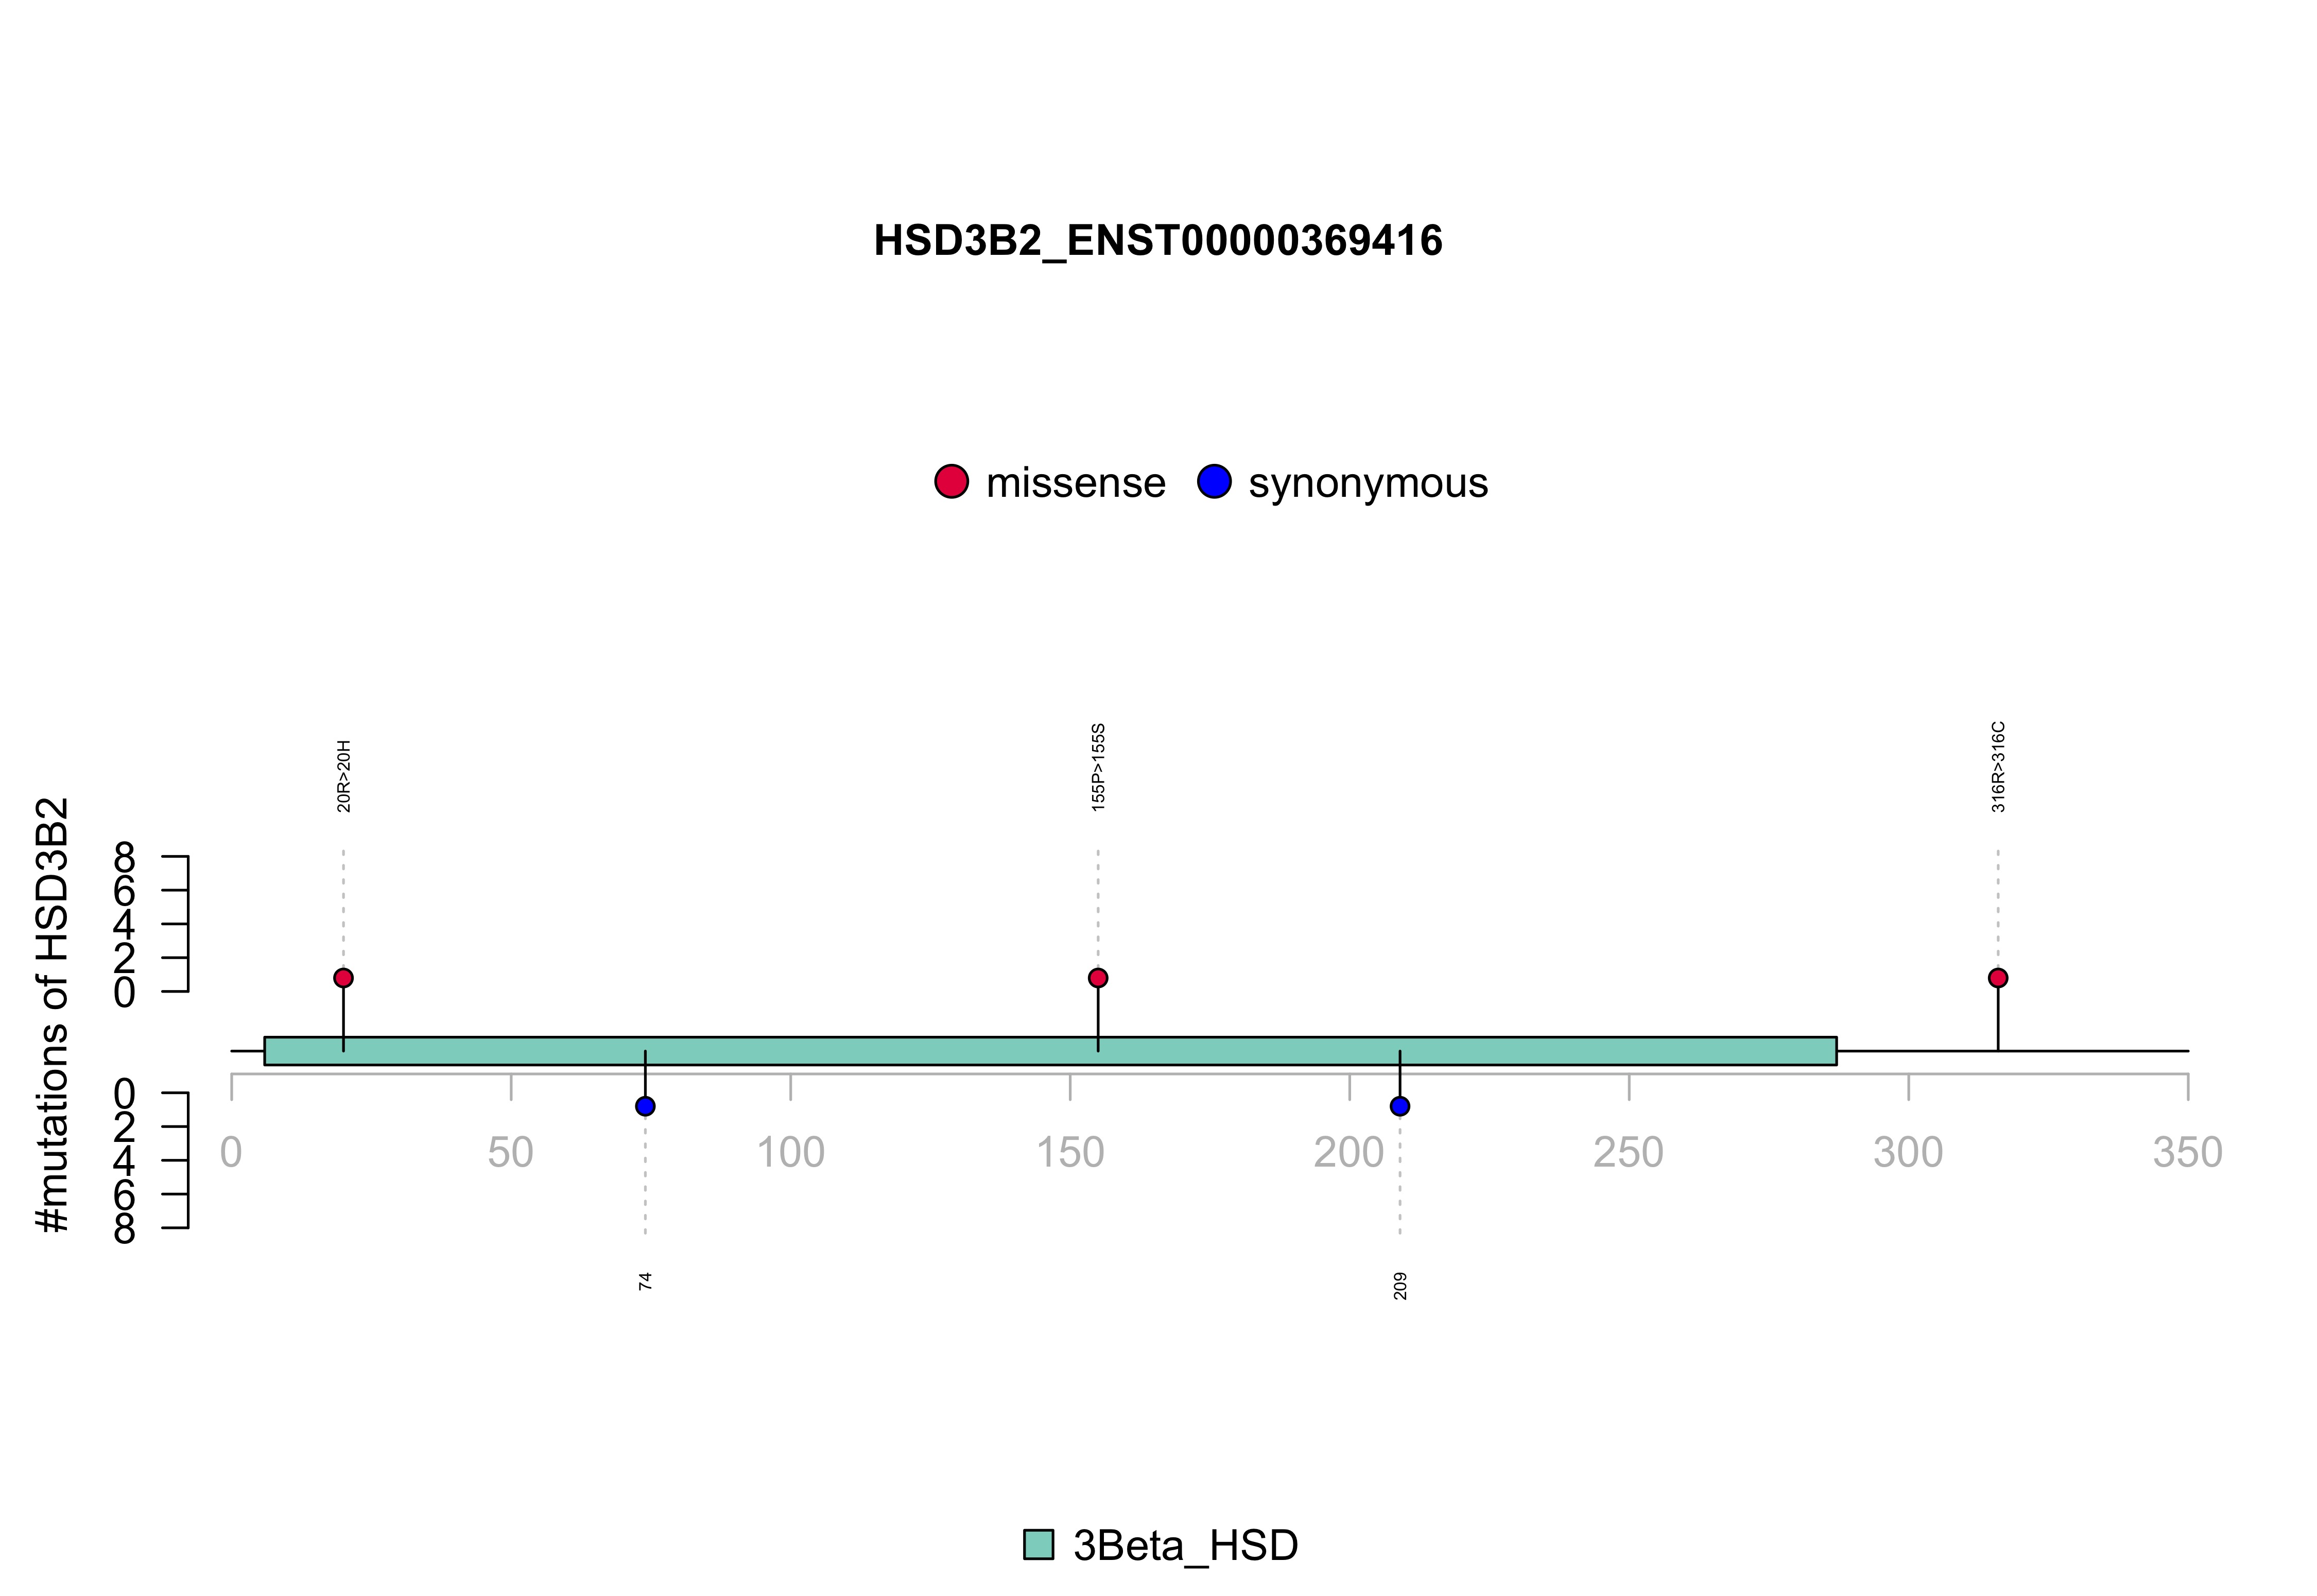 HSD3B2_ENST00000369416
missense synonymous
20R>20H 155P>155S 316R>316C
#mutations of HSD3B2
8
6
4
2
0
0
2
4
6
8
0 50 100 150 200 250 300 350
74 209
3Beta_HSD